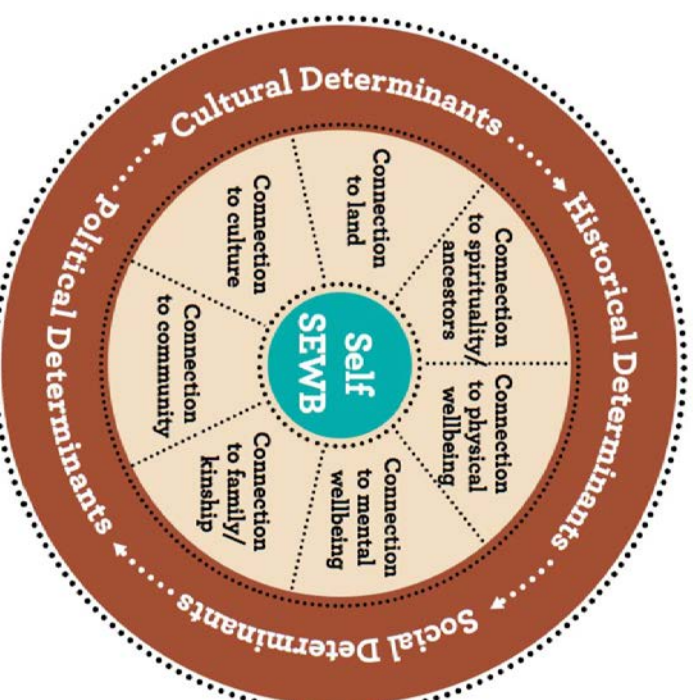 Cultural Determinants
Historical Determinants
Social Determinants
Political Determinants
Connection
to spirituality/
ancestors
Connection
to physical
wellbeing
Connection
to mental
wellbeing
Connection
to family/
kinship
Connection
to community
Connection
to culture
Connection
to land
Self
SEWB